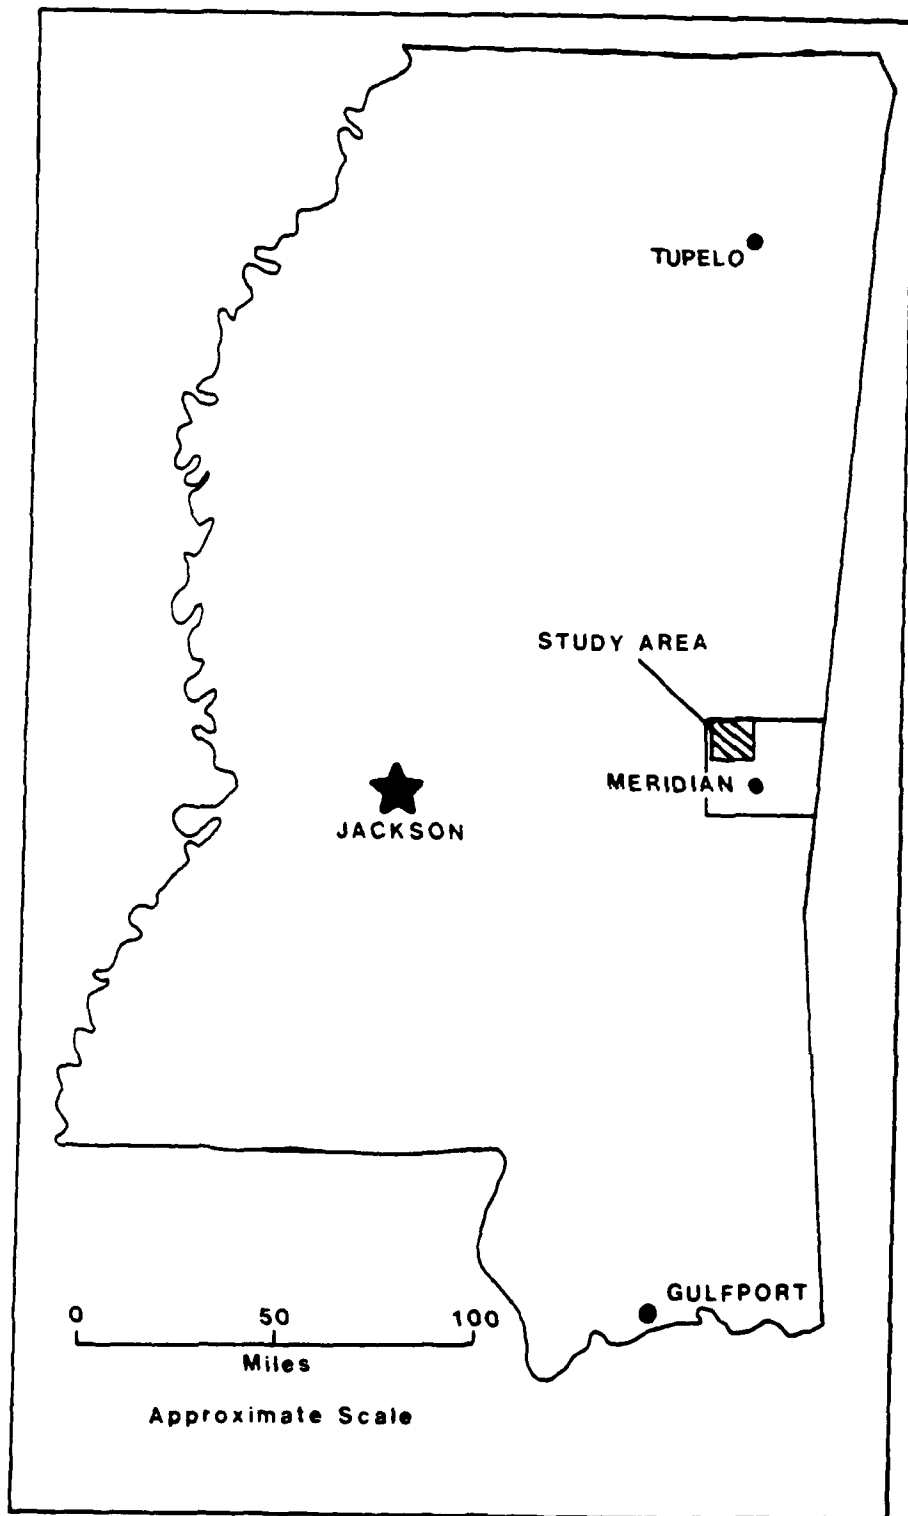 TUPELO
STUDY AREA
MERIDIAN
JACKSON
GULFPORT
0 50 100
Miles
Approximate Scale